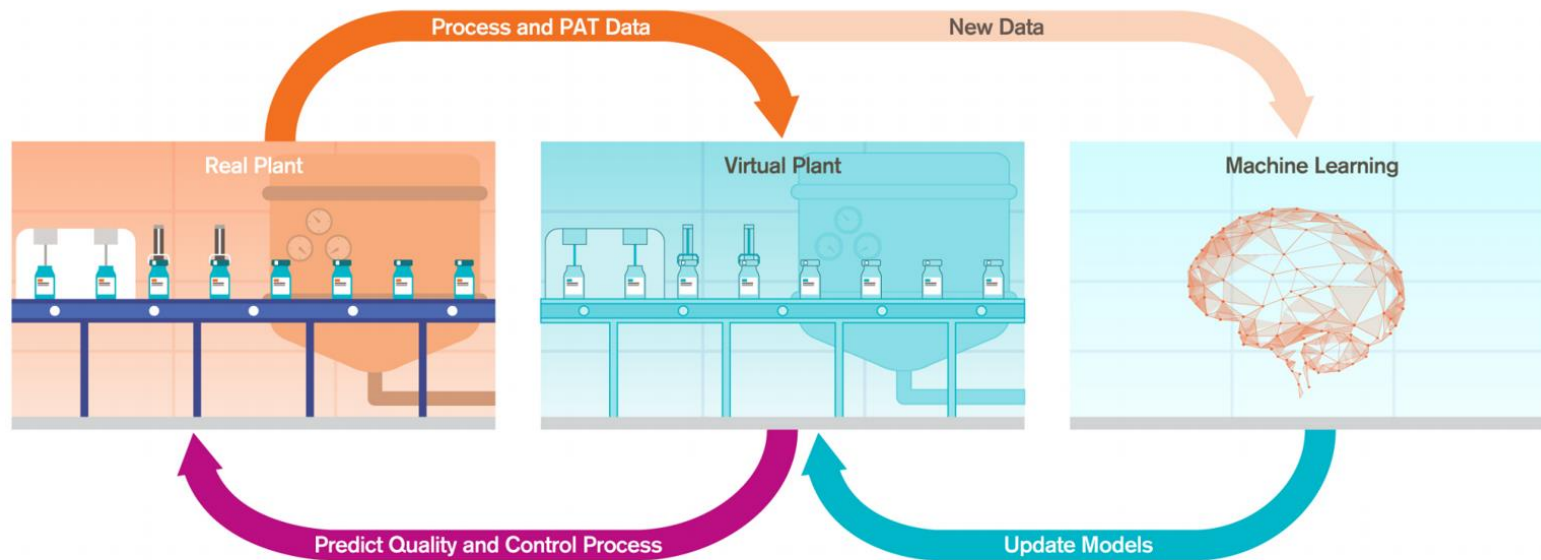 Process and PAT Data
New Data
Real Plant
Virtual Plant
Machine Learning
Predict Quality and Control Process
Update Models